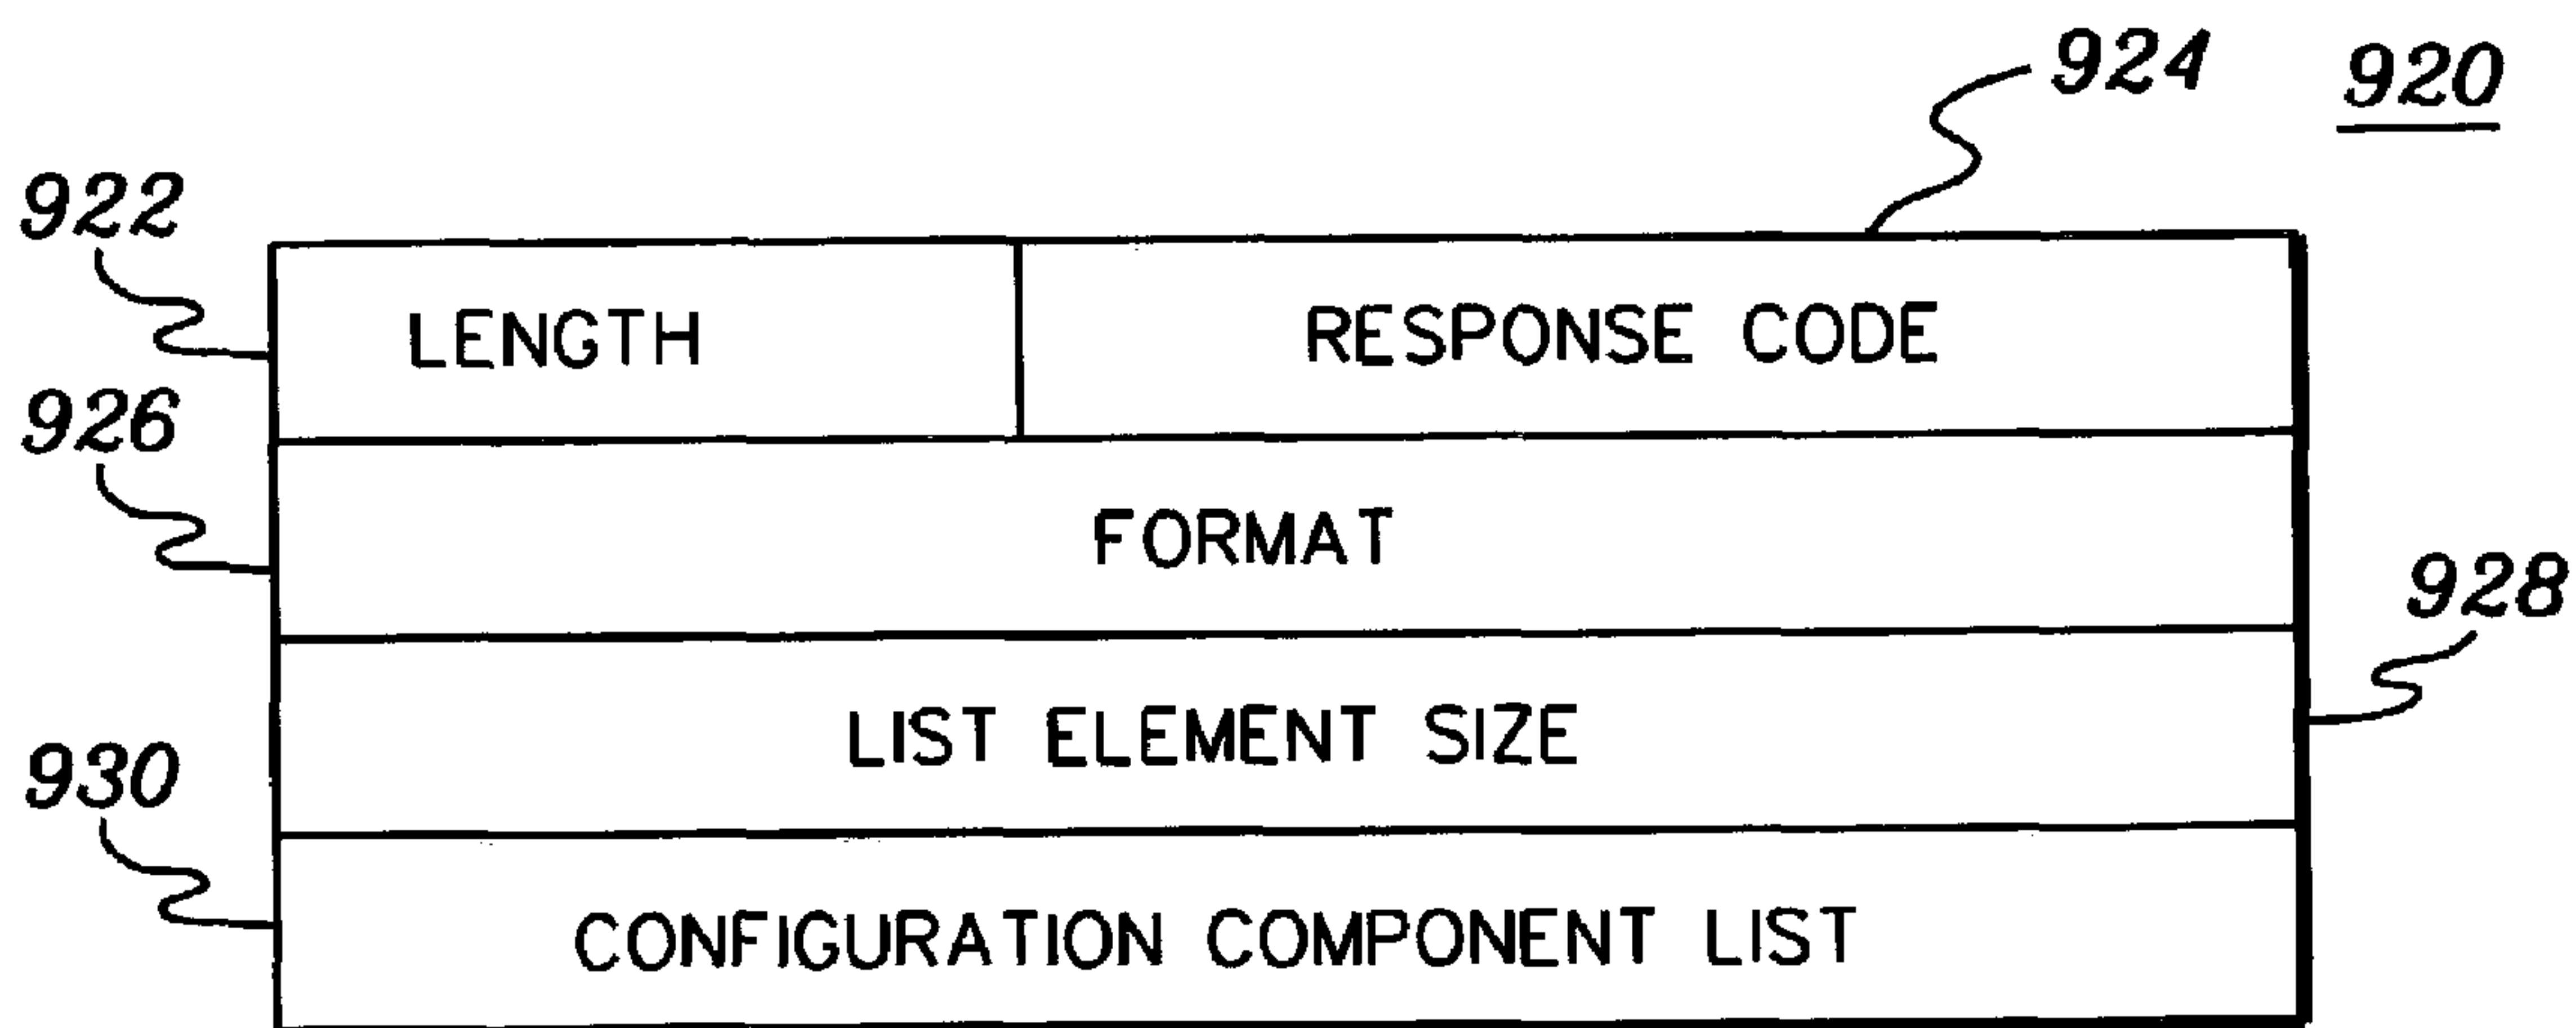 924
920
922
LENGTH
RESPONSE CODE
926
FORMAT
928
LIST ELEMENT SIZE
930
CONFIGURATION COMPONENT LIST